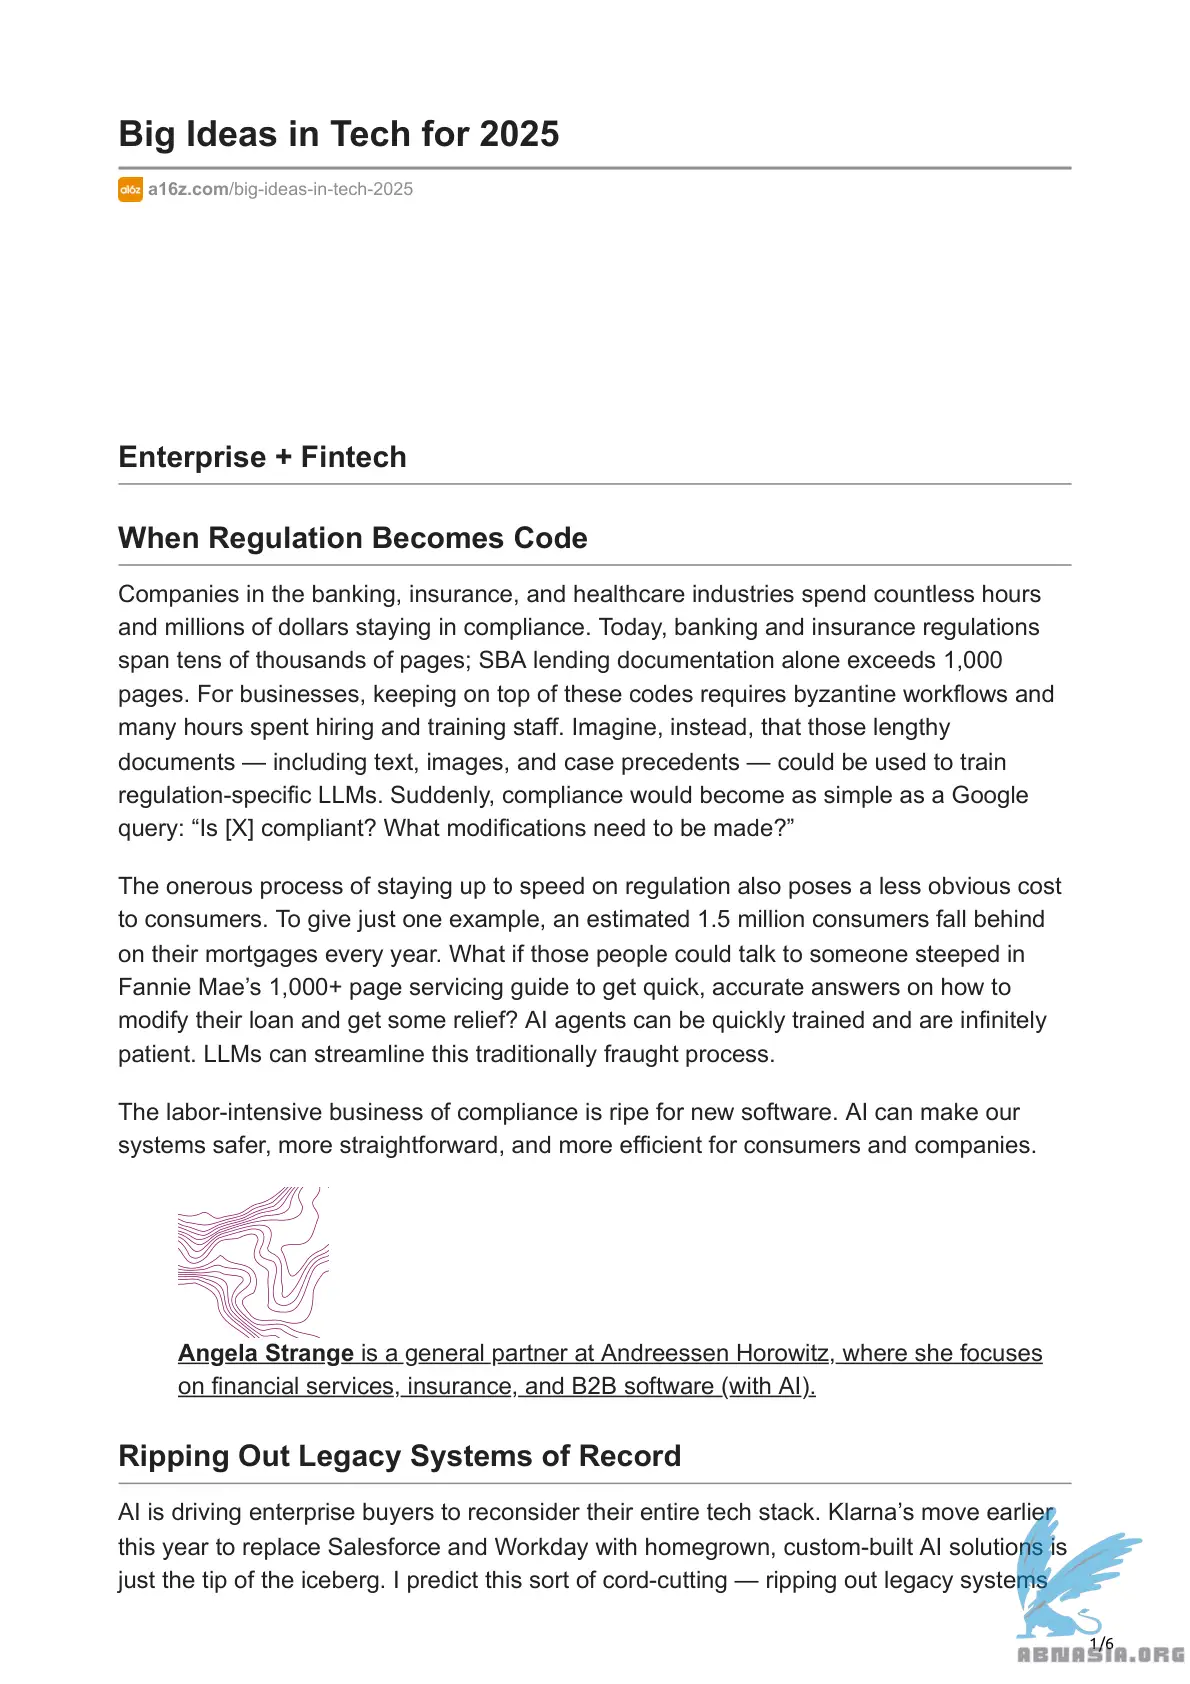 Big Ideas in Tech for 2025
a16z a16z.com/big-ideas-in-tech-2025
Enterprise + Fintech
When Regulation Becomes Code
Companies in the banking, insurance, and healthcare industries spend countless hours
and millions of dollars staying in compliance. Today, banking and insurance regulations
span tens of thousands of pages; SBA lending documentation alone exceeds 1,000
pages. For businesses, keeping on top of these codes requires byzantine workflows and
many hours spent hiring and training staff. Imagine, instead, that those lengthy
documents — including text, images, and case precedents — could be used to train
regulation-specific LLMs. Suddenly, compliance would become as simple as a Google
query: “Is [X] compliant? What modifications need to be made?”
The onerous process of staying up to speed on regulation also poses a less obvious cost
to consumers. To give just one example, an estimated 1.5 million consumers fall behind
on their mortgages every year. What if those people could talk to someone steeped in
Fannie Mae’s 1,000+ page servicing guide to get quick, accurate answers on how to
modify their loan and get some relief? AI agents can be quickly trained and are infinitely
patient. LLMs can streamline this traditionally fraught process.
The labor-intensive business of compliance is ripe for new software. AI can make our
systems safer, more straightforward, and more efficient for consumers and companies.
Angela Strange is a general partner at Andreessen Horowitz, where she focuses
on financial services, insurance, and B2B software (with AI).
Ripping Out Legacy Systems of Record
AI is driving enterprise buyers to reconsider their entire tech stack. Klarna’s move earlier
this year to replace Salesforce and Workday with homegrown, custom-built AI solutions is
just the tip of the iceberg. I predict this sort of cord-cutting — ripping out legacy systems
1/6
ABNASIA.ORG